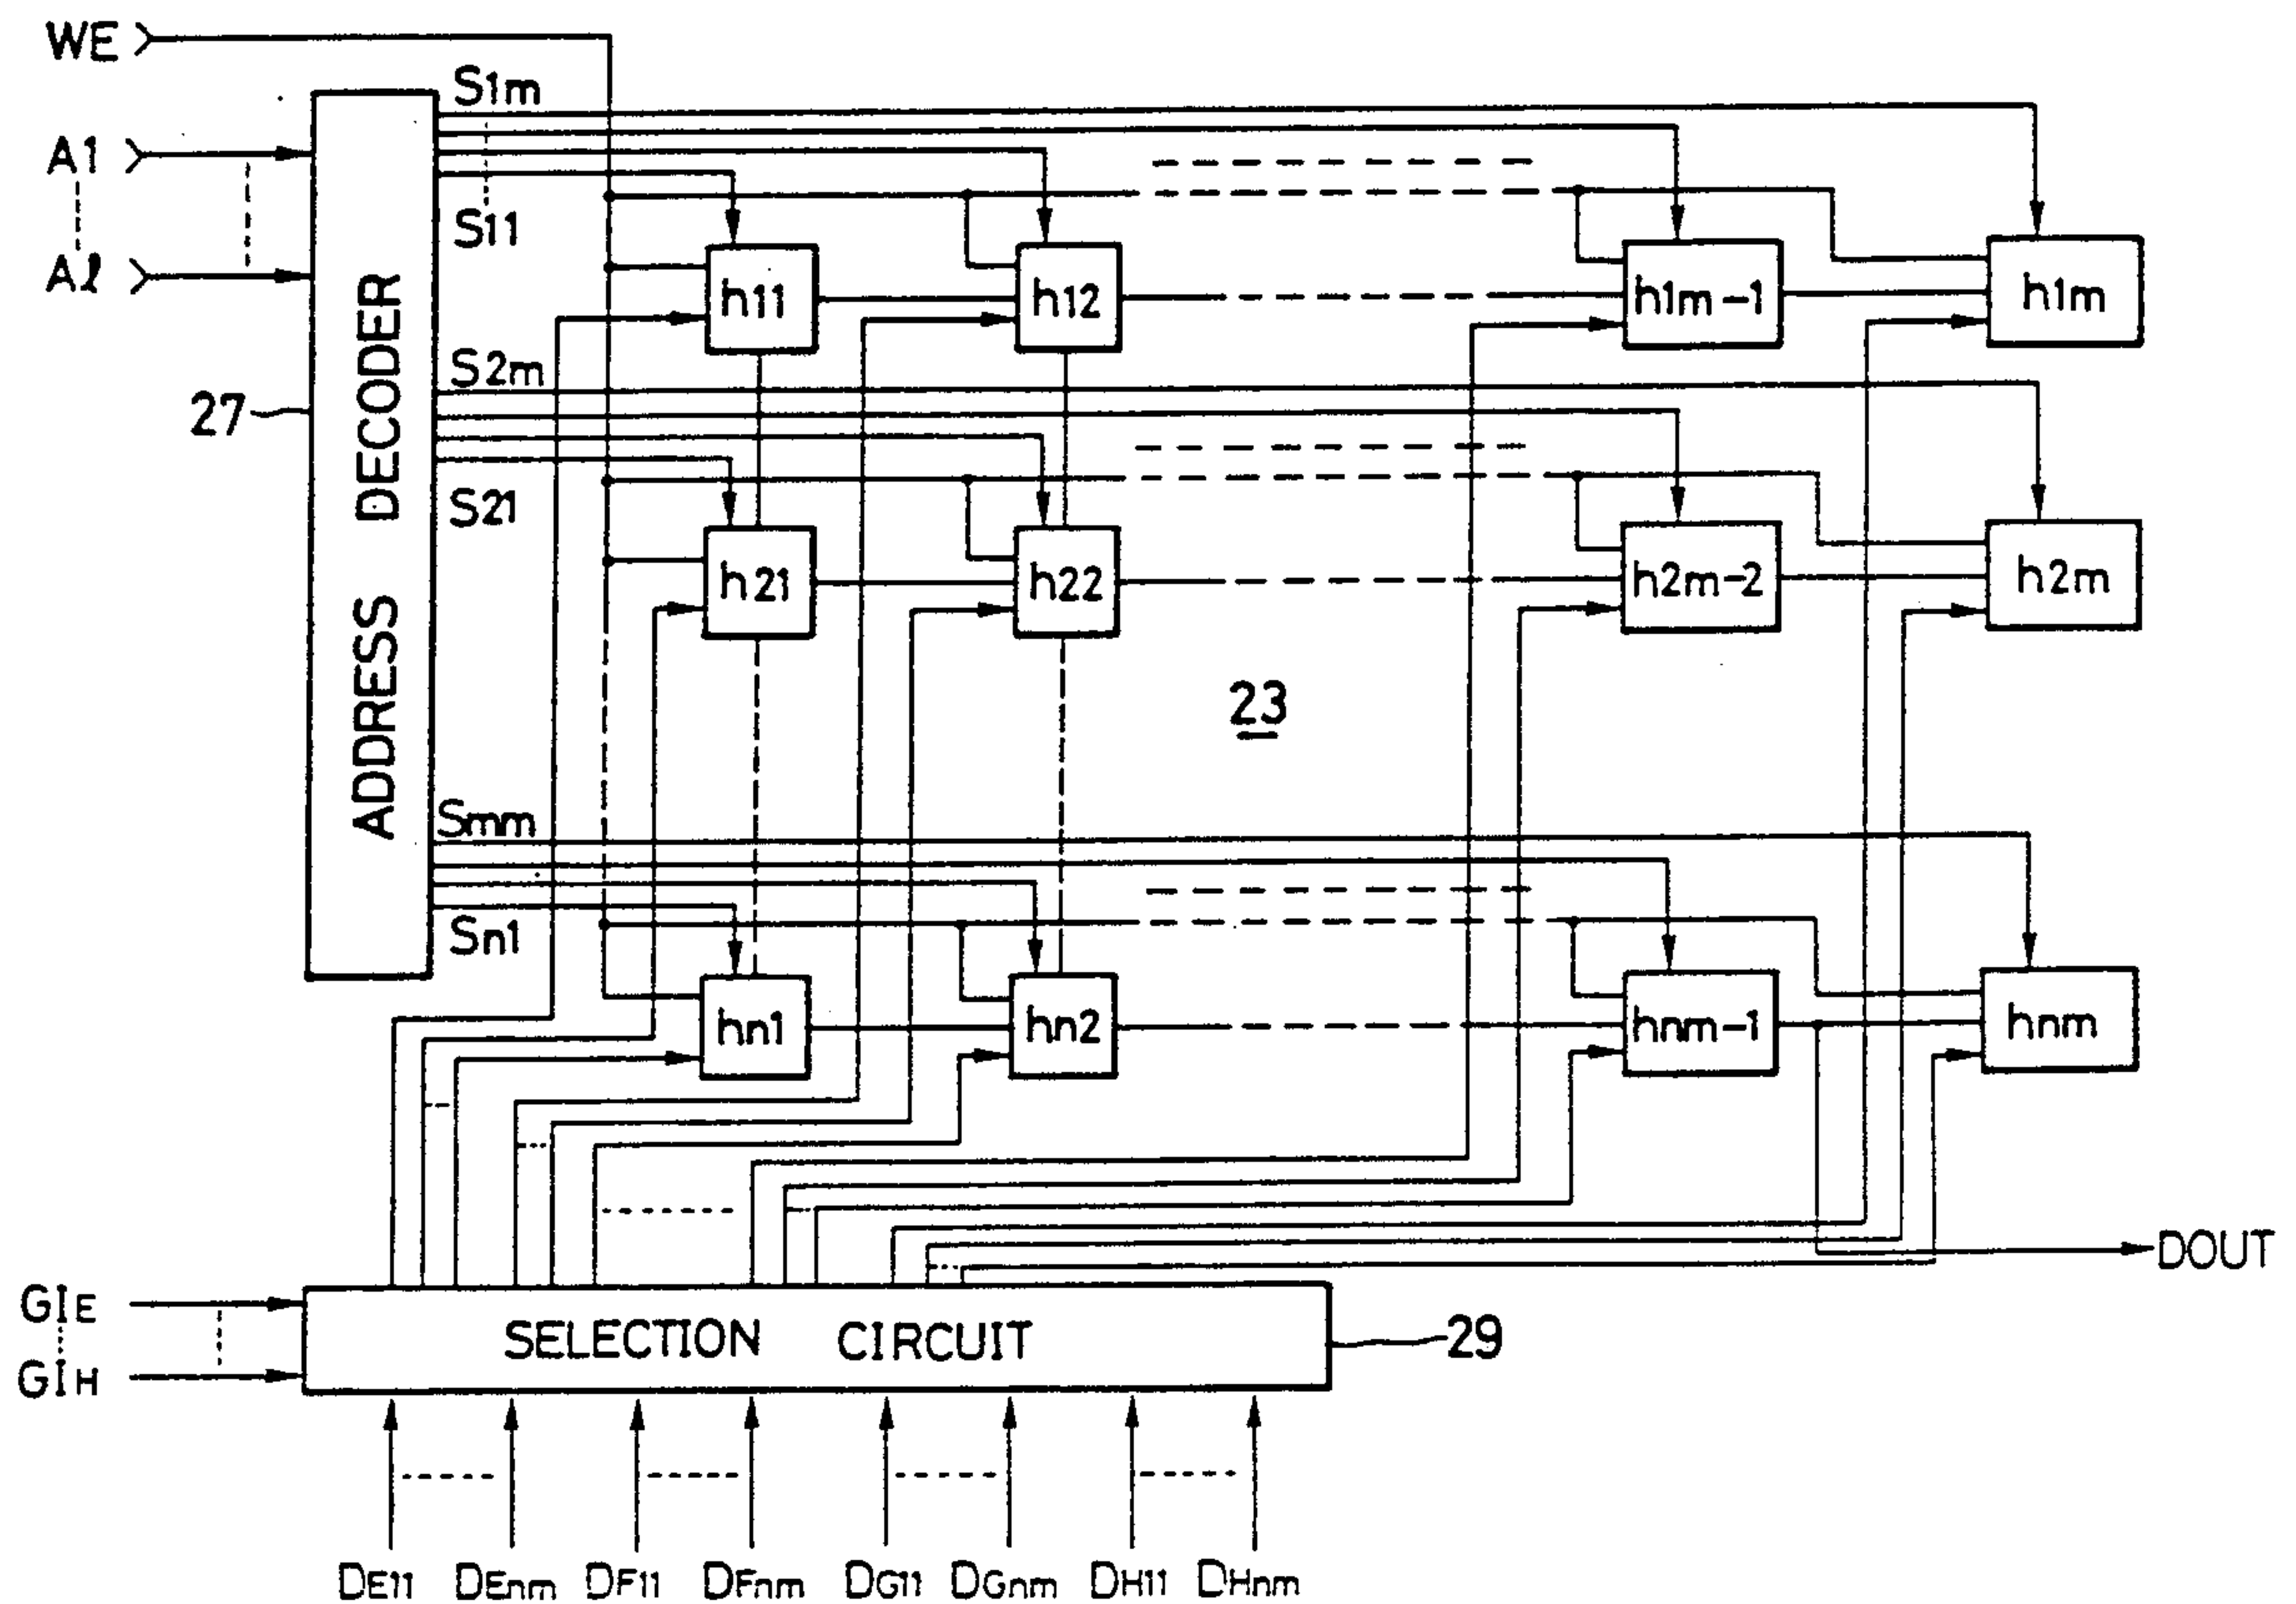 WE
S1m
A1
S11
Al
h11
h12
h1m-1
h1m
ADDRESS DECODER
27
S2m
S21
h21
h22
h2m-2
h2m
23
Smm
Sn1
hn1
hn2
hnm-1
hnm
DOUT
GIE
GIH
SELECTION CIRCUIT
29
DE11 DEnm DF11 DFnm DG11 DGnm DH11 DHnm